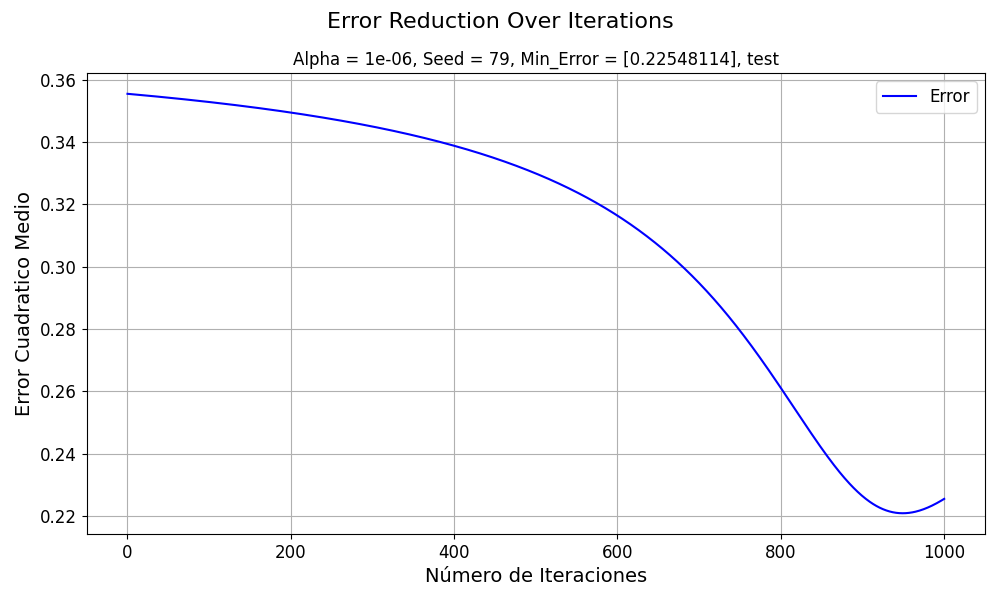 Error Reduction Over Iterations
Alpha = 1e-06, Seed = 79, Min_Error = [0.22548114], test
Error
Error Cuadratico Medio
0.36
0.34
0.32
0.30
0.28
0.26
0.24
0.22
0 200 400 600 800 1000
Número de Iteraciones